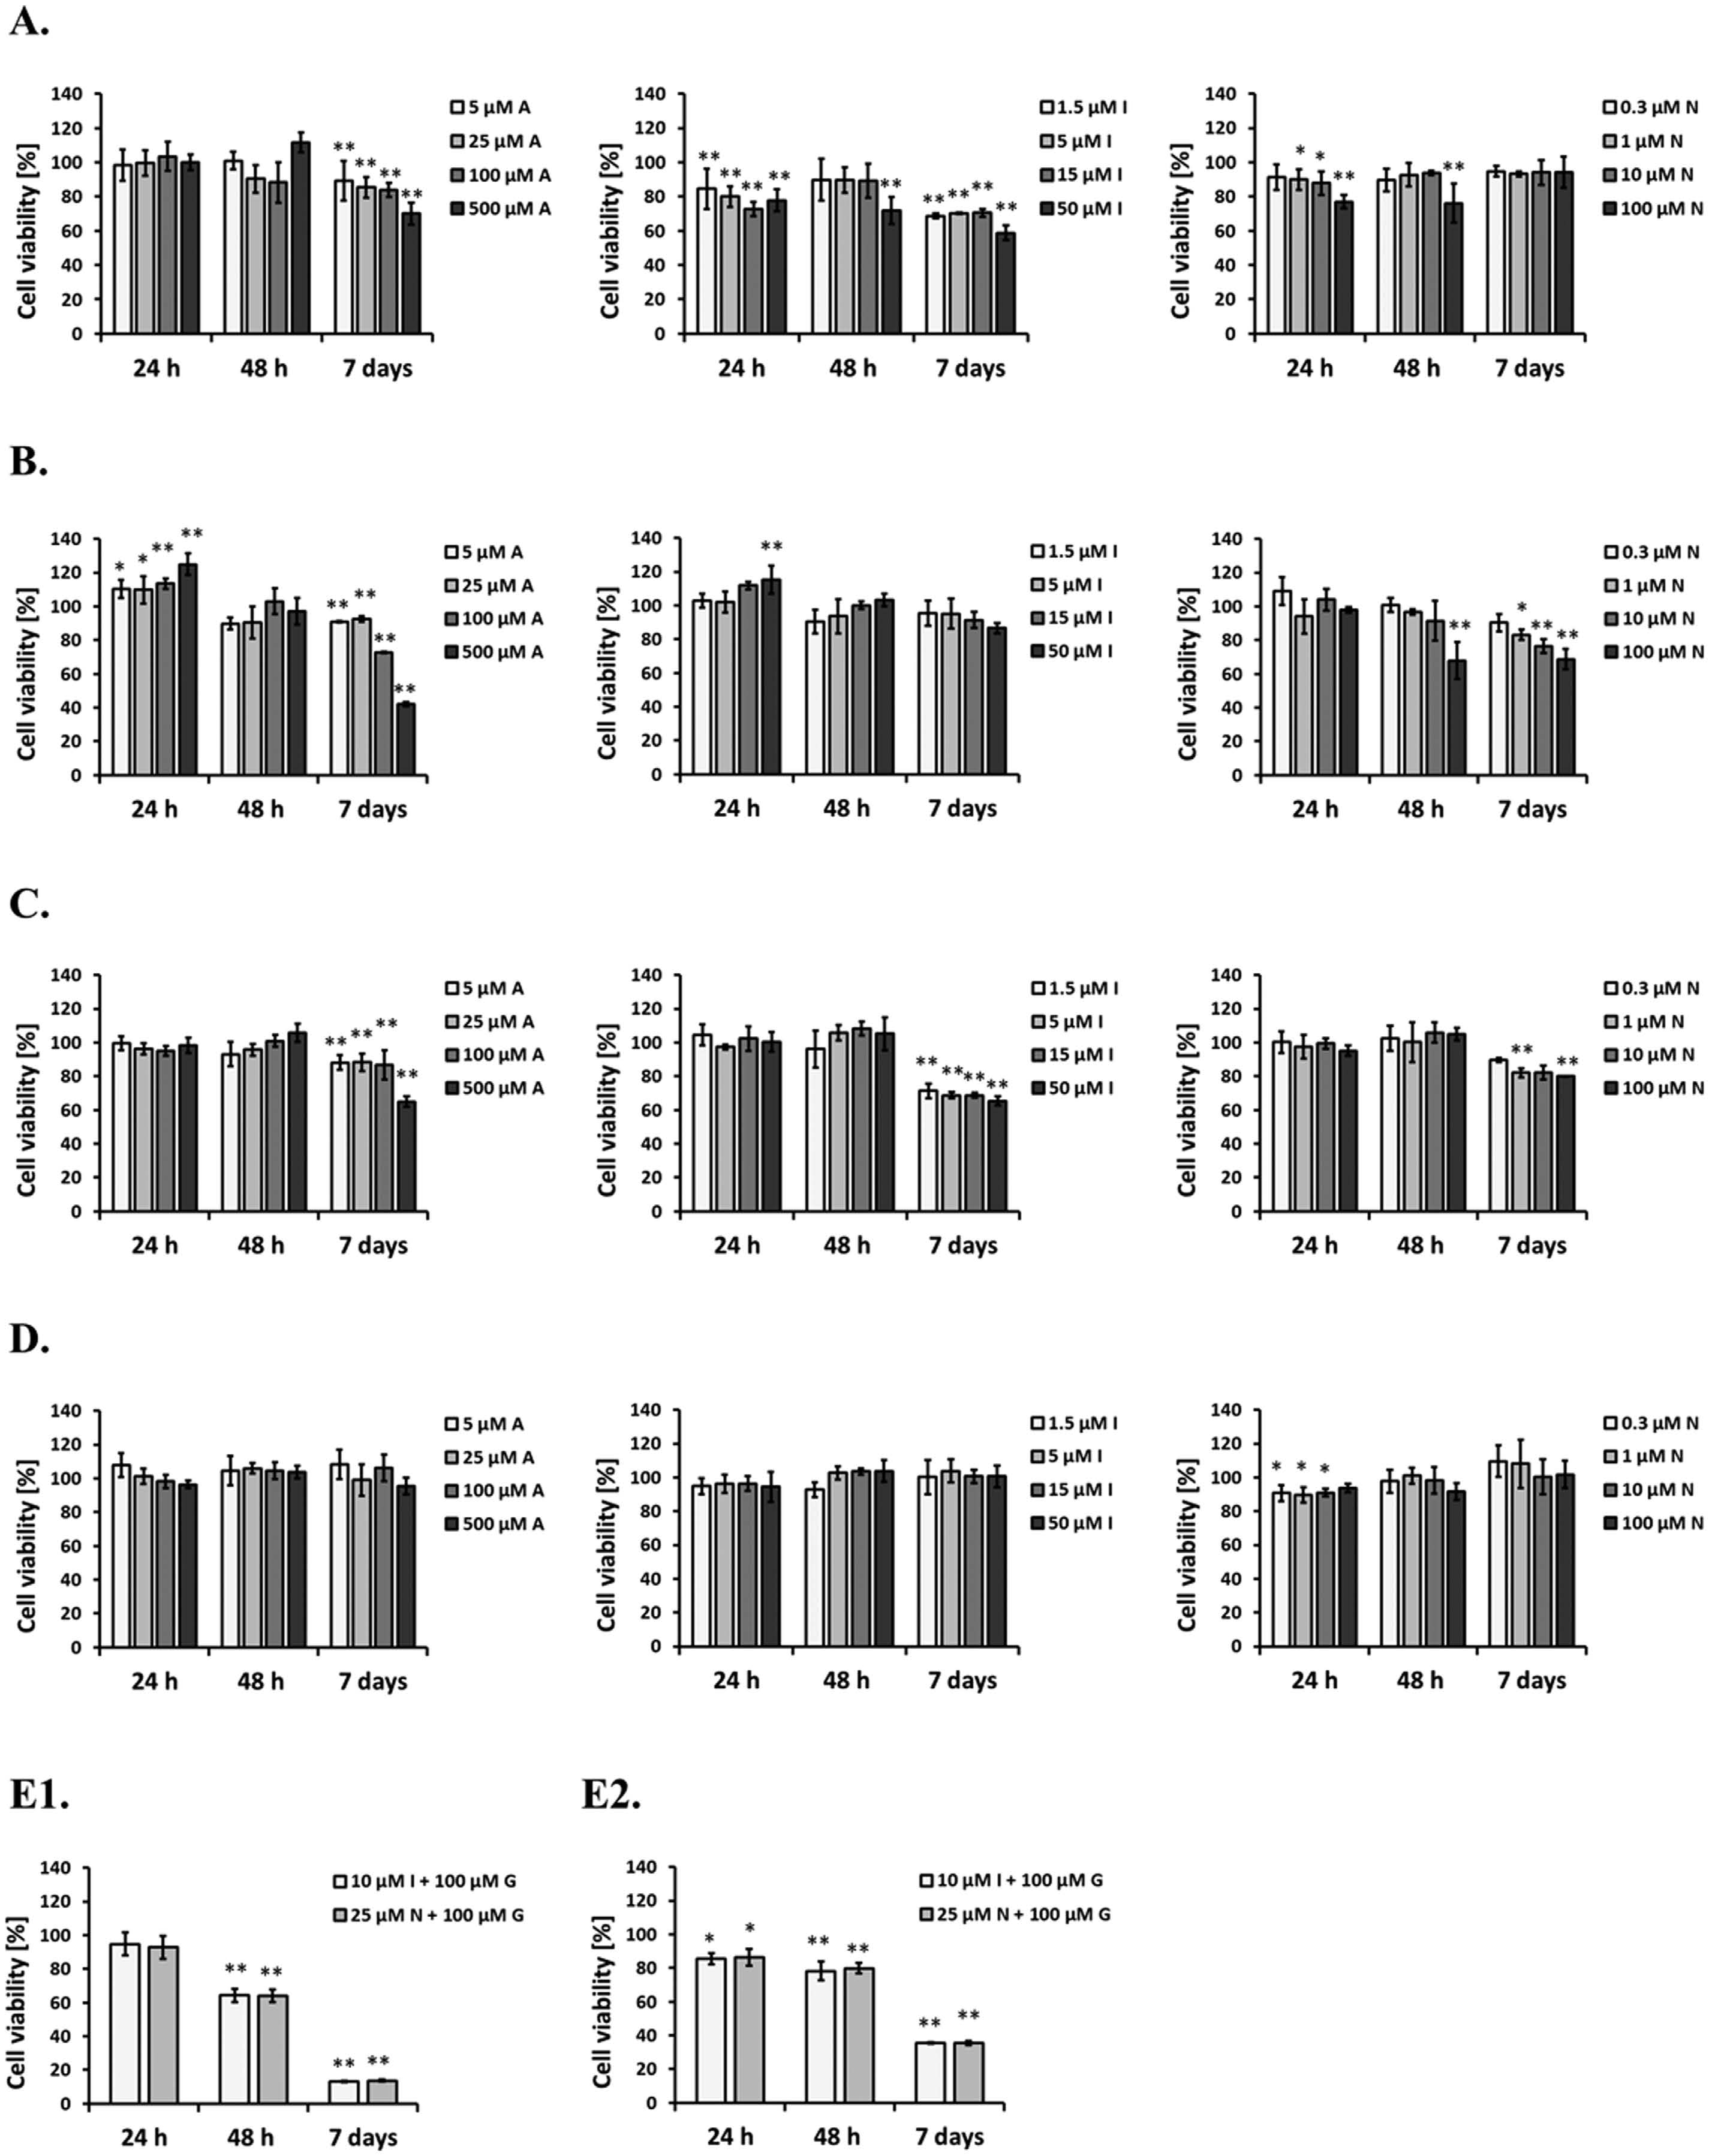 A.
Cell viability [%]
140
120
100
80
60
40
20
0
** ** ** **
24 h 48 h 7 days
5 μM A
25 μM A
100 μM A
500 μM A
Cell viability [%]
140
120
100
80
60
40
20
0
** ** ** ** ** ** ** ** **
24 h 48 h 7 days
1.5 μM I
5 μM I
15 μM I
50 μM I
Cell viability [%]
140
120
100
80
60
40
20
0
* * ** **
24 h 48 h 7 days
0.3 μM N
1 μM N
10 μM N
100 μM N
B.
Cell viability [%]
140
120
100
80
60
40
20
0
* * ** ** ** ** ** **
24 h 48 h 7 days
5 μM A
25 μM A
100 μM A
500 μM A
Cell viability [%]
140
120
100
80
60
40
20
0
**
24 h 48 h 7 days
1.5 μM I
5 μM I
15 μM I
50 μM I
Cell viability [%]
140
120
100
80
60
40
20
0
** * ** **
24 h 48 h 7 days
0.3 μM N
1 μM N
10 μM N
100 μM N
C.
Cell viability [%]
140
120
100
80
60
40
20
0
** ** ** **
24 h 48 h 7 days
5 μM A
25 μM A
100 μM A
500 μM A
Cell viability [%]
140
120
100
80
60
40
20
0
** ** ** **
24 h 48 h 7 days
1.5 μM I
5 μM I
15 μM I
50 μM I
Cell viability [%]
140
120
100
80
60
40
20
0
** **
24 h 48 h 7 days
0.3 μM N
1 μM N
10 μM N
100 μM N
D.
Cell viability [%]
140
120
100
80
60
40
20
0
24 h 48 h 7 days
5 μM A
25 μM A
100 μM A
500 μM A
Cell viability [%]
140
120
100
80
60
40
20
0
24 h 48 h 7 days
1.5 μM I
5 μM I
15 μM I
50 μM I
Cell viability [%]
140
120
100
80
60
40
20
0
* * *
24 h 48 h 7 days
0.3 μM N
1 μM N
10 μM N
100 μM N
E1.
Cell viability [%]
140
120
100
80
60
40
20
0
** ** ** **
24 h 48 h 7 days
10 μM I + 100 μM G
25 μM N + 100 μM G
E2.
Cell viability [%]
140
120
100
80
60
40
20
0
* * ** ** ** **
24 h 48 h 7 days
10 μM I + 100 μM G
25 μM N + 100 μM G